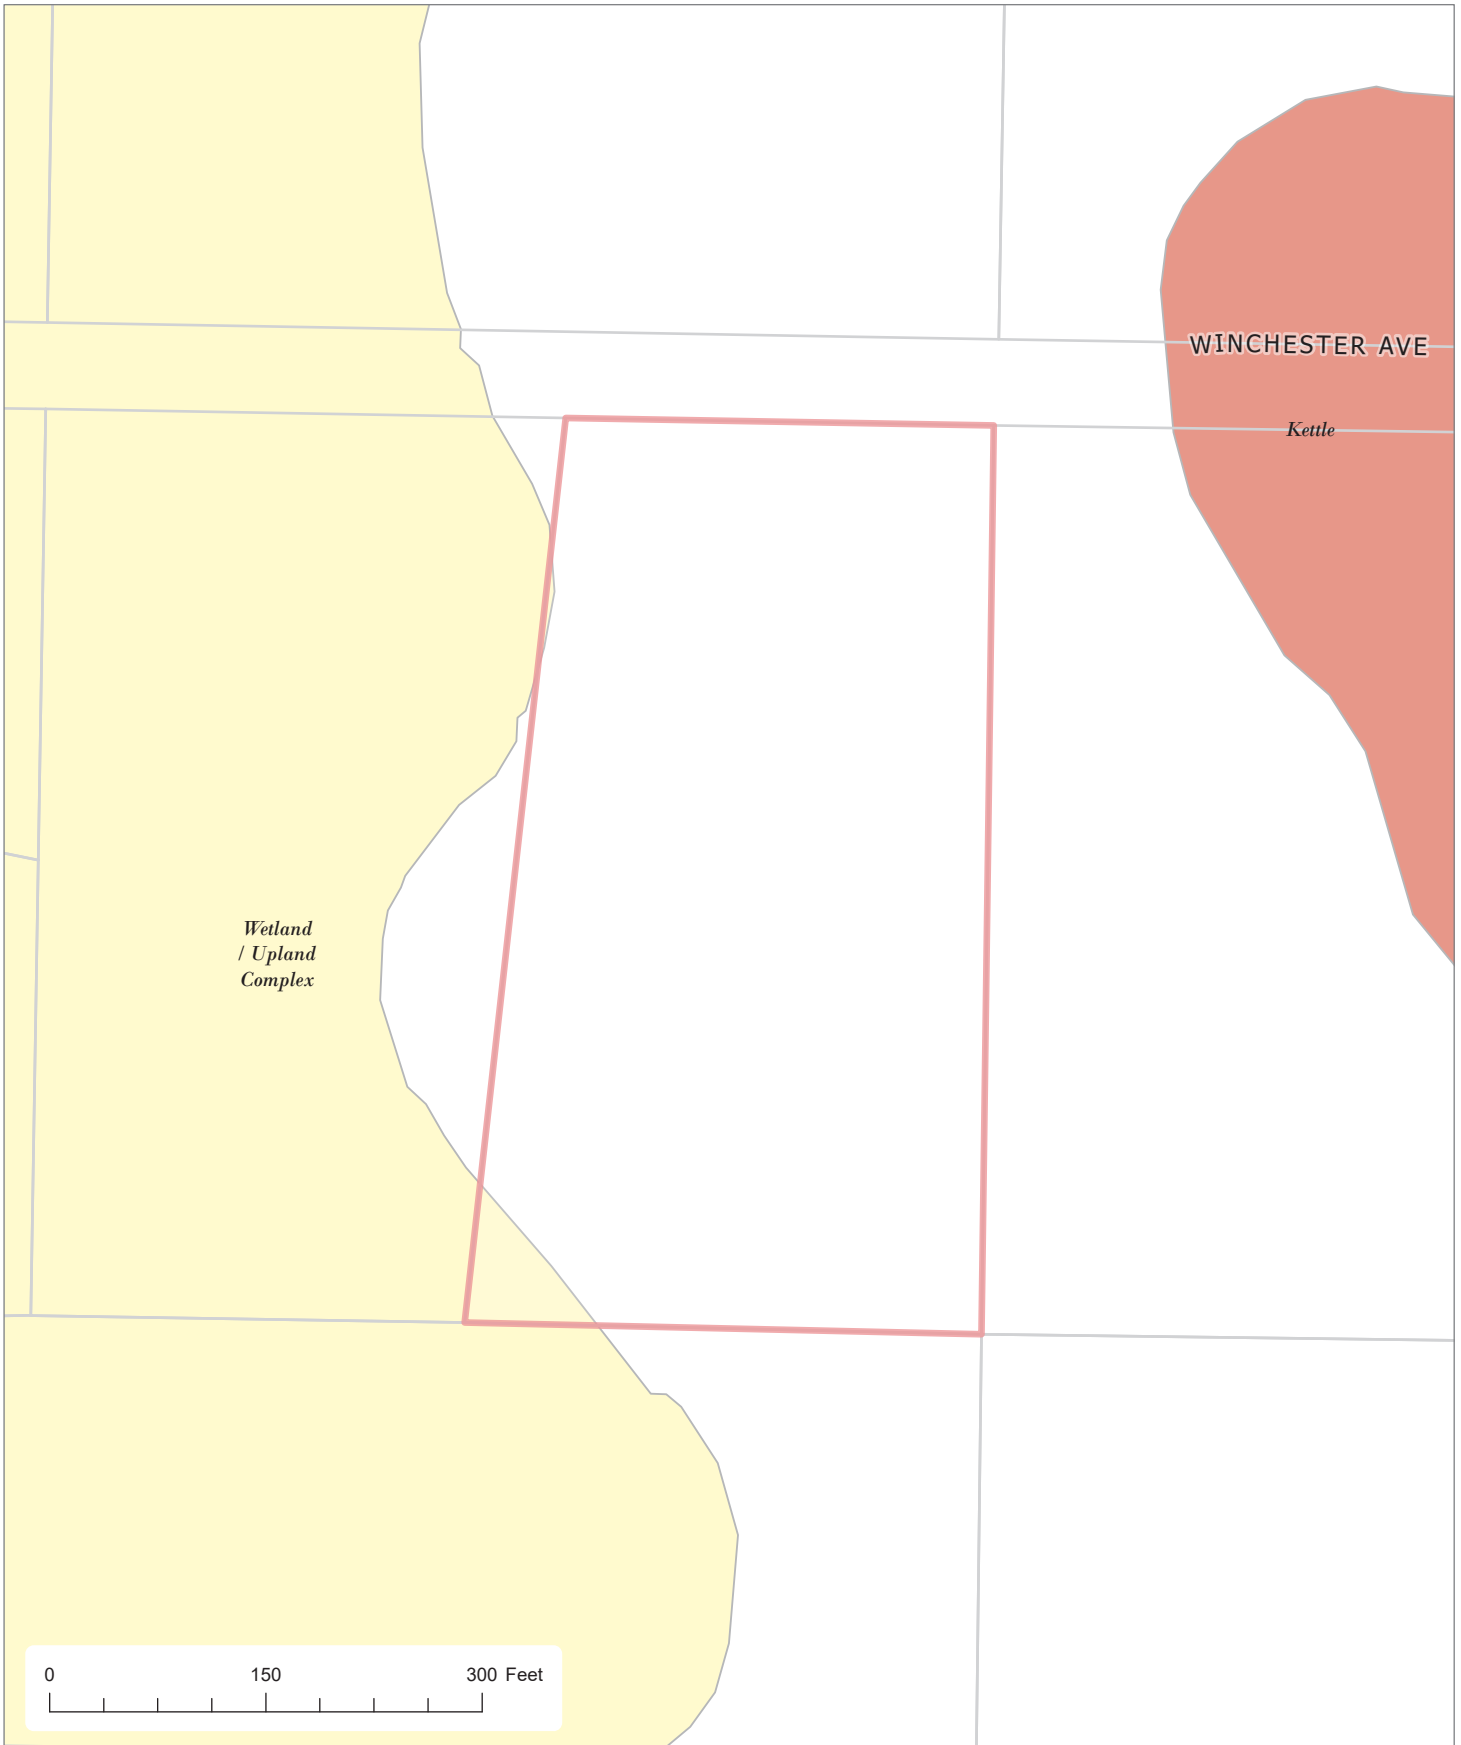 WINCHESTER AVE
Kettle
Wetland
/ Upland
Complex
0 150 300 Feet